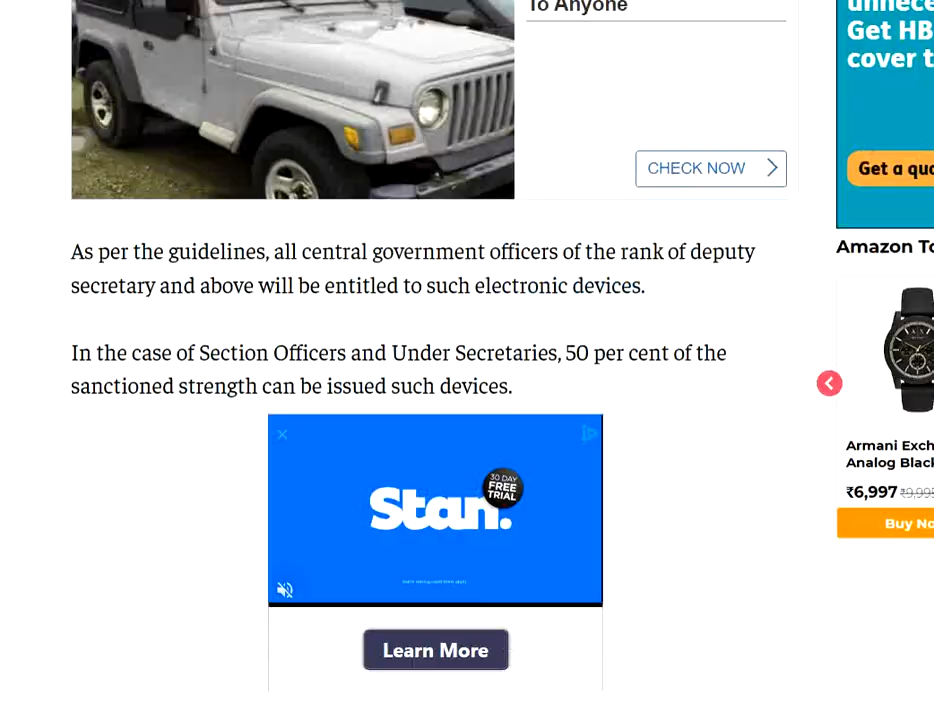 To Anyone
CHECK NOW
Get HB
cover t
Get a quo
As per the guidelines, all central government officers of the rank of deputy
secretary and above will be entitled to such electronic devices.
In the case of Section Officers and Under Secretaries, 50 per cent of the
sanctioned strength can be issued such devices.
30 DAY
FREE
TRIAL
Stan.
Learn More
Amazon To
Armani Exch
Analog Black
₹6,997 ₹9,995
Buy No